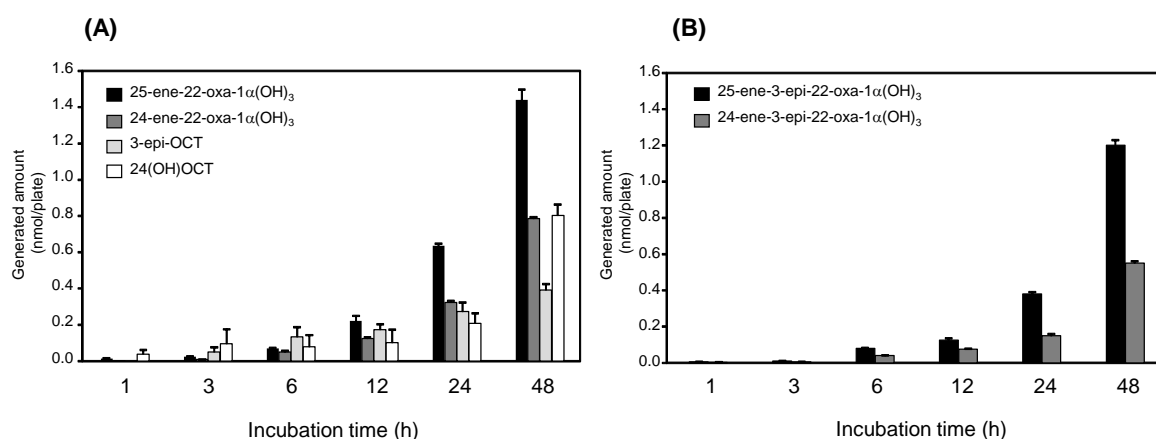 (A)
1.6
1.4
1.2
1.0
0.8
0.6
0.4
0.2
0.0
Generated amount
(nmol/plate)
25-ene-22-oxa-1α(OH)₃
24-ene-22-oxa-1α(OH)₃
3-epi-OCT
24(OH)OCT
1 3 6 12 24 48
Incubation time (h)
(B)
1.6
1.4
1.2
1.0
0.8
0.6
0.4
0.2
0.0
Generated amount
(nmol/plate)
25-ene-3-epi-22-oxa-1α(OH)₃
24-ene-3-epi-22-oxa-1α(OH)₃
1 3 6 12 24 48
Incubation time (h)